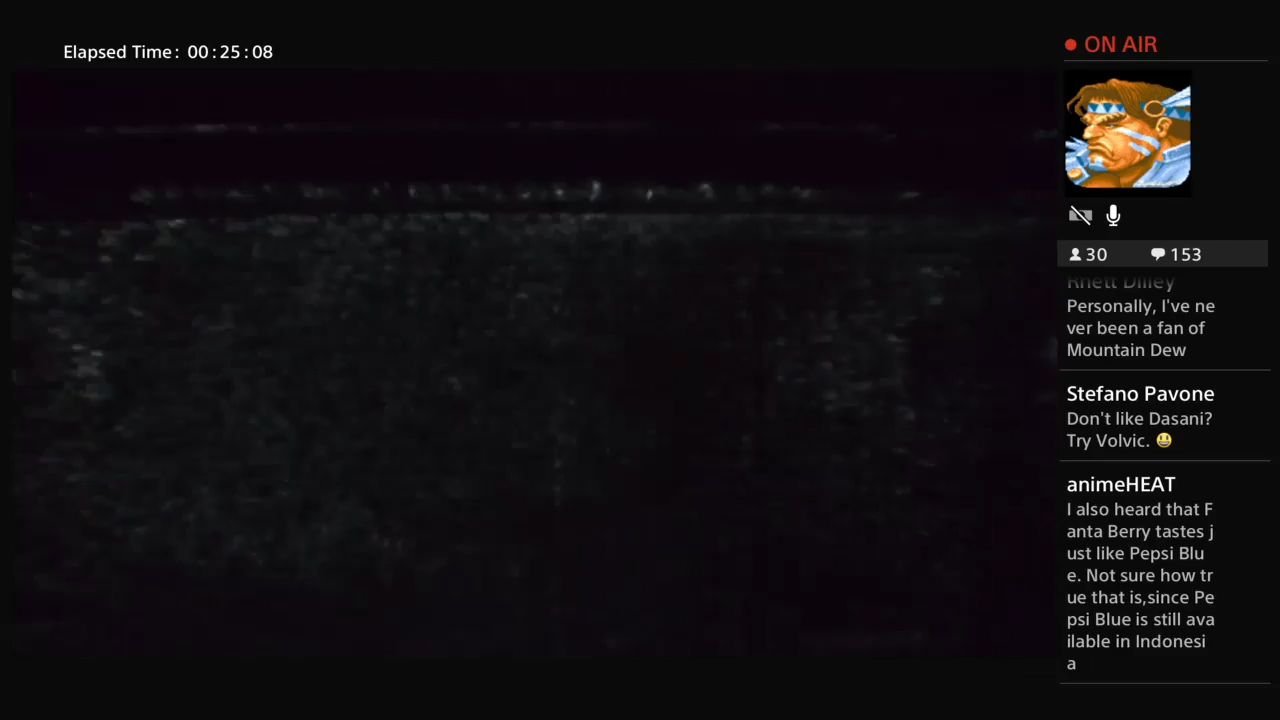 Elapsed Time: 00:25:08
ON AIR
30 153
Rhett Dilley
Personally, I've ne
ver been a fan of
Mountain Dew
Stefano Pavone
Don't like Dasani?
Try Volvic. 😃
animeHEAT
I also heard that F
anta Berry tastes j
ust like Pepsi Blu
e. Not sure how tr
ue that is,since Pe
psi Blue is still ava
ilable in Indonesi
a